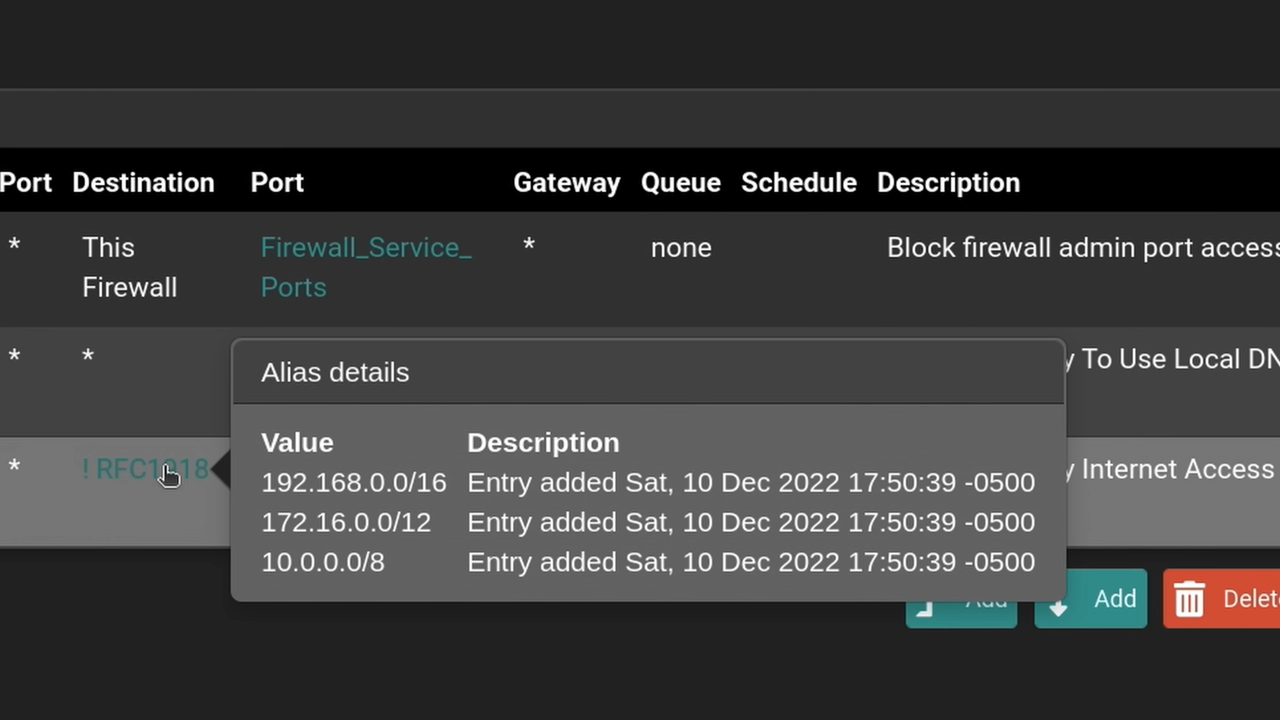 Port Destination Port Gateway Queue Schedule Description
* This Firewall_Service_ * none Block firewall admin port access
Firewall Ports
* * To Use Local
Alias details
Value Description
* ! RFC1918 192.168.0.0/16 Entry added Sat, 10 Dec 2022 17:50:39 -0500 Internet Access
172.16.0.0/12 Entry added Sat, 10 Dec 2022 17:50:39 -0500
10.0.0.0/8 Entry added Sat, 10 Dec 2022 17:50:39 -0500
Add Add Delete